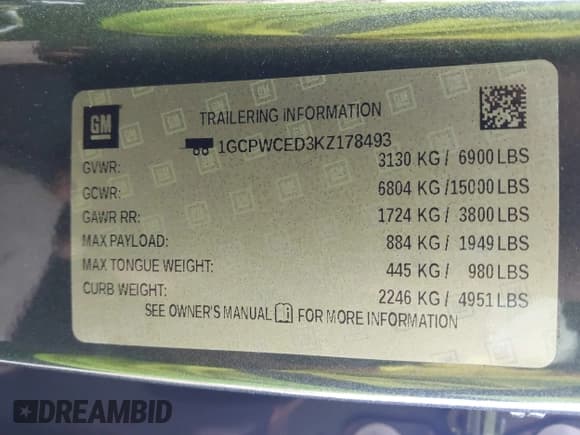 GM
TRAILERING INFORMATION
1GCPWCED3KZ178493
GVWR: 3130 KG / 6900 LBS
GCWR: 6804 KG /15000 LBS
GAWR RR: 1724 KG / 3800 LBS
MAX PAYLOAD: 884 KG / 1949 LBS
MAX TONGUE WEIGHT: 445 KG / 980 LBS
CURB WEIGHT: 2246 KG / 4951 LBS
SEE OWNER'S MANUAL FOR MORE INFORMATION
DREAMBID